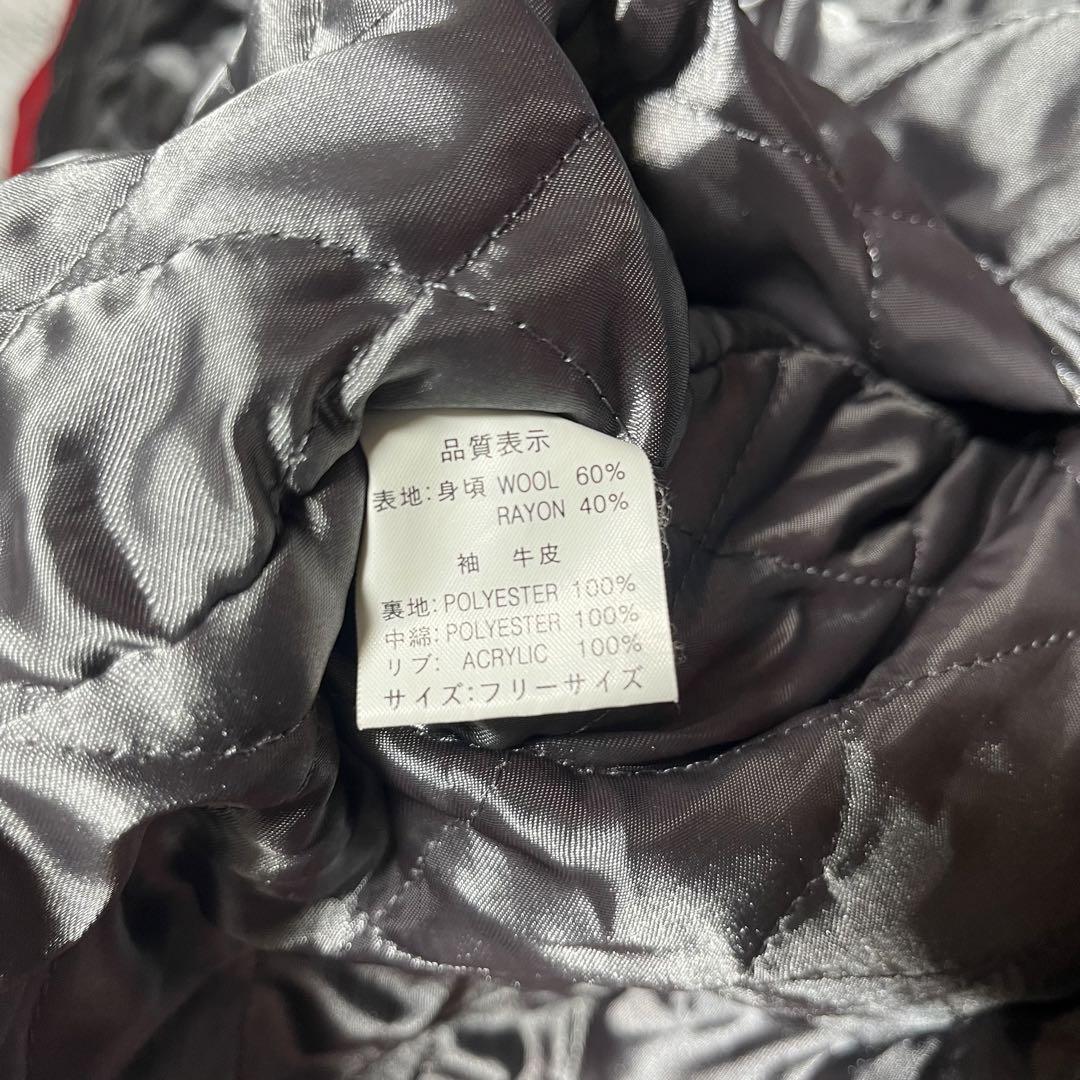 品質表示
表地:身頃 WOOL 60%
RAYON 40%
袖 牛皮
裏地:POLYESTER 100%
中綿:POLYESTER 100%
リブ: ACRYLIC 100%
サイズ:フリーサイズ